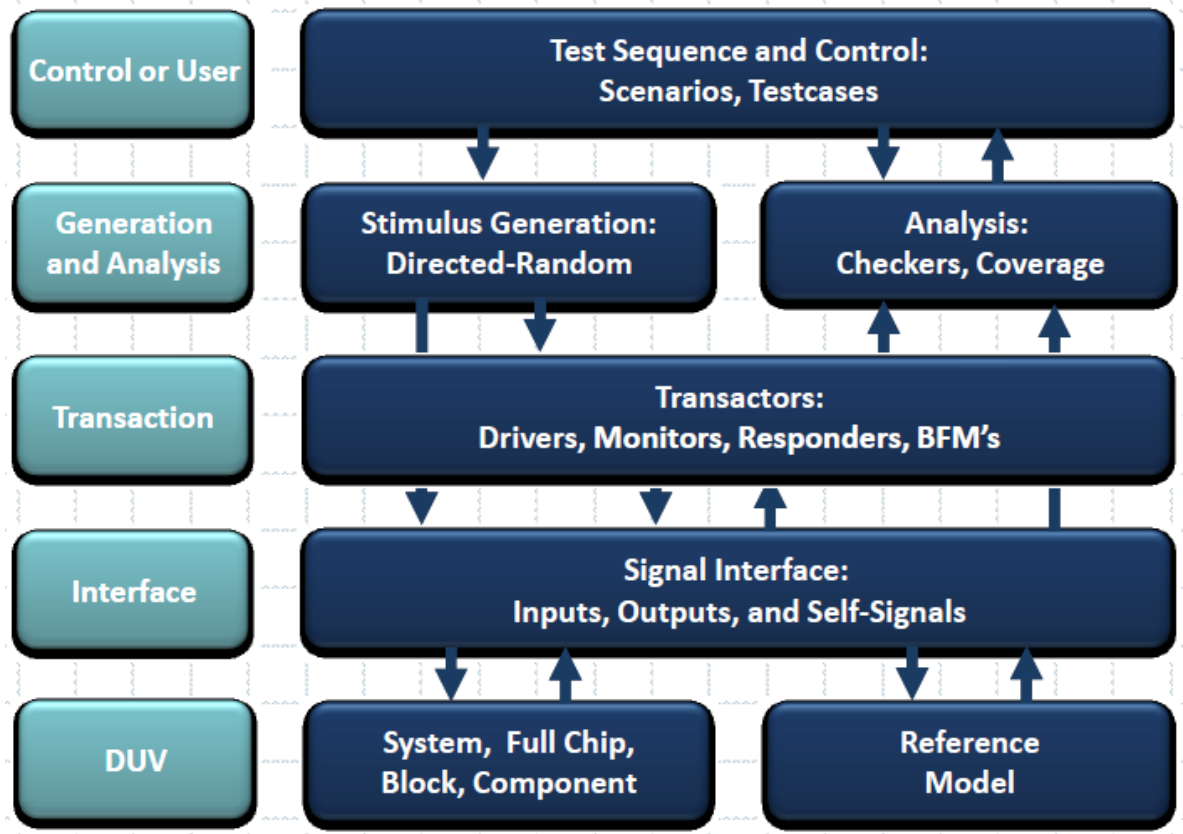 Control or User
Test Sequence and Control:
Scenarios, Testcases
Generation
and Analysis
Stimulus Generation:
Directed-Random
Analysis:
Checkers, Coverage
Transaction
Transactors:
Drivers, Monitors, Responders, BFM's
Interface
Signal Interface:
Inputs, Outputs, and Self-Signals
DUV
System,  Full Chip,
Block, Component
Reference
Model